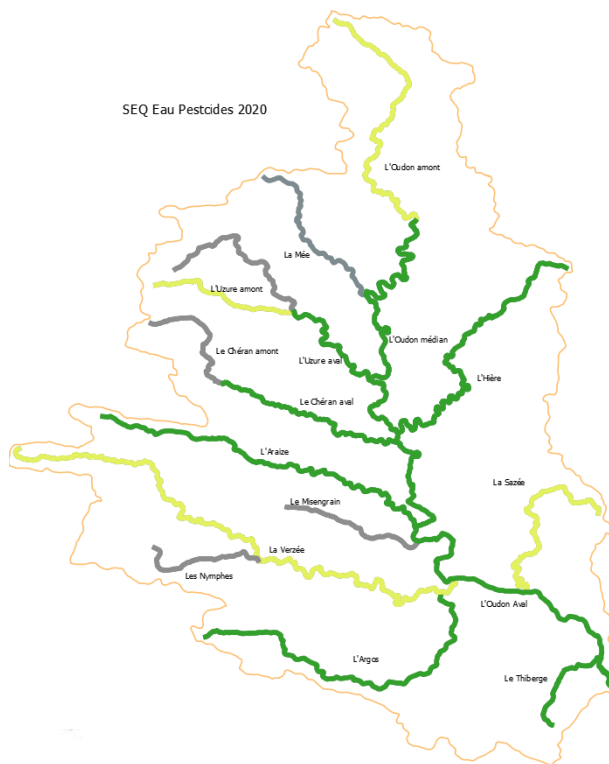 SEQ Eau Pestcides 2020
L'Oudon amont
La Mée
L'Uzure amont
L'Oudon médian
Le Chéran amont
L'Uzure aval
L'Hière
Le Chéran aval
L'Araize
La Sazée
Le Misengrain
La Verzée
Les Nymphes
L'Oudon Aval
L'Argos
Le Thiberge